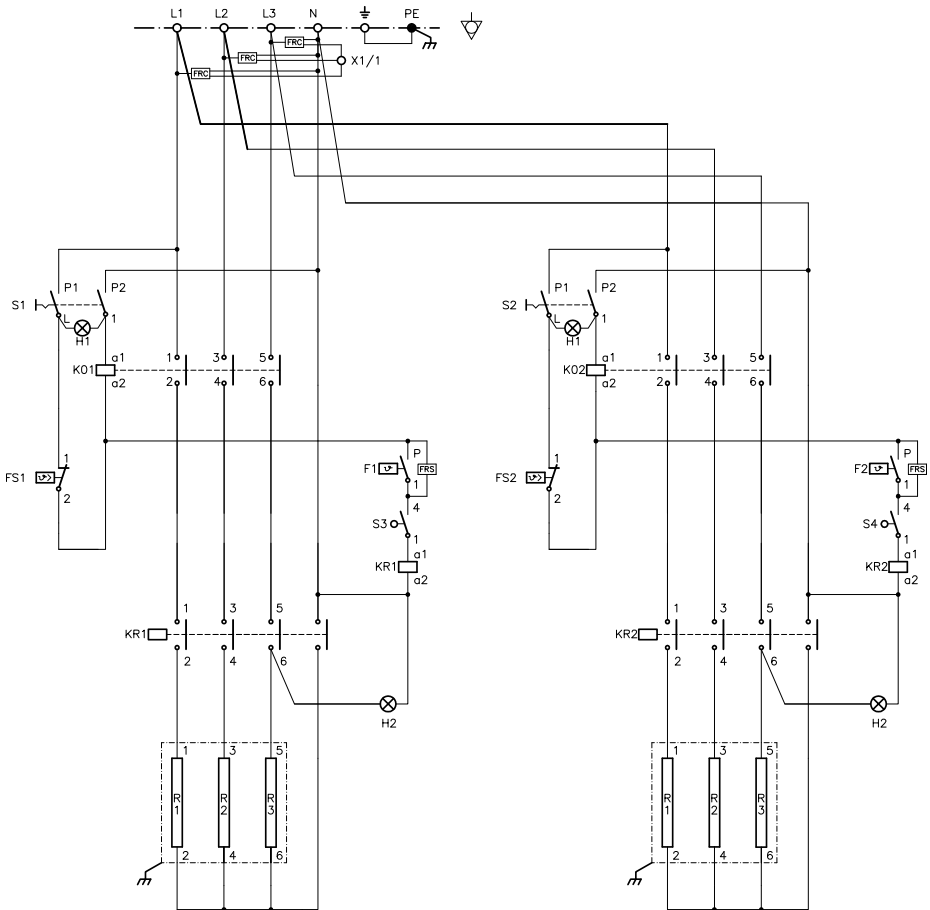 L1 L2 L3 N PE
FRC
FRC X1/1
FRC
P1 P2 P1 P2
S1 S2
L 1 L 1
H1 H1
a1 1 3 5 a1 1 3 5
K01 K02
a2 2 4 6 a2 2 4 6
1 P 1 P
FS1 F1 FRS FS2 F2 FRS
2 1 2 1
4 4
S3 S4
1 1
a1 a1
KR1 KR2
a2 a2
1 3 5 1 3 5
KR1 KR2
2 4 6 2 4 6
H2 H2
1 3 5 1 3 5
R1 R2 R3 R1 R2 R3
2 4 6 2 4 6